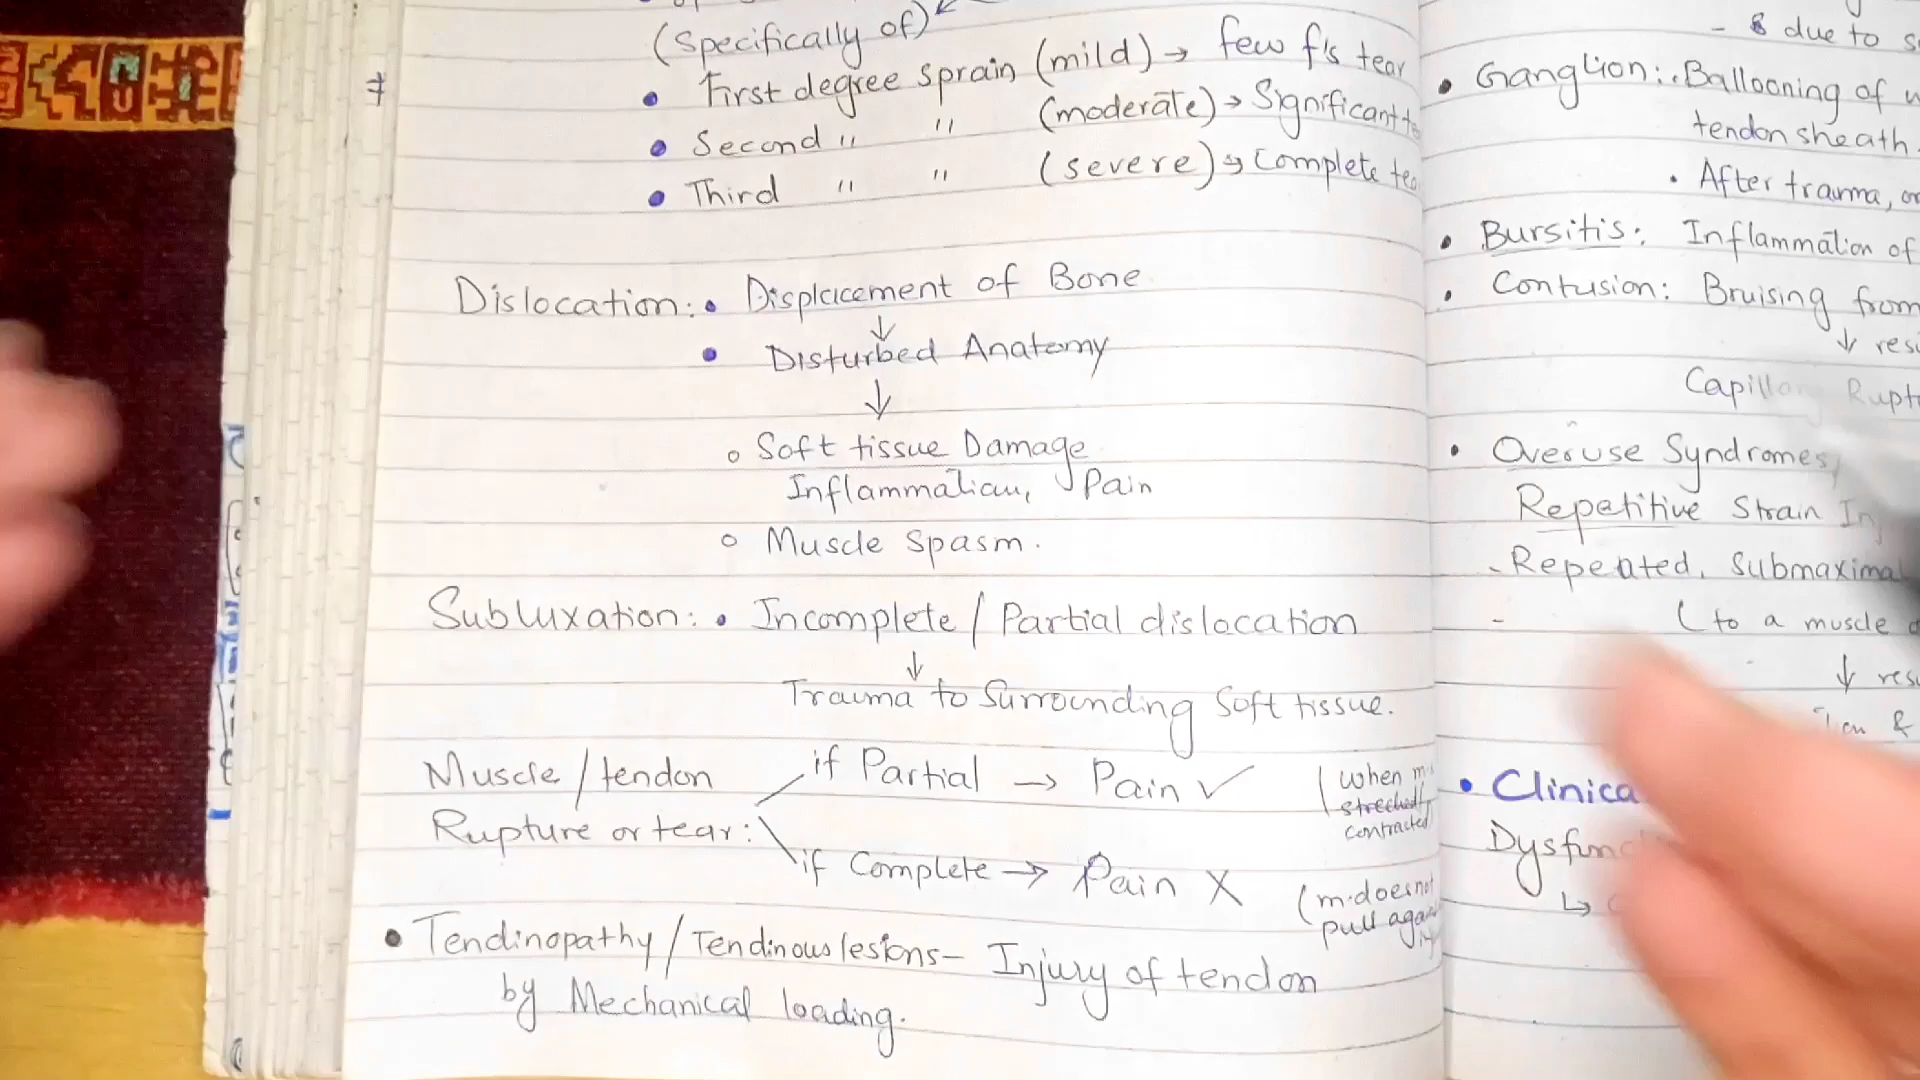 (Specifically of)
• First degree sprain (mild) → few f's tear
• Second " " (moderate) → Significant
• Third " " (severe) → Complete
Dislocation: • Displacement of Bone
↓
• Disturbed Anatomy
↓
o Soft tissue Damage
Inflammation, Pain
o Muscle Spasm.
Subluxation: • Incomplete / Partial dislocation
↓
Trauma to Surrounding Soft tissue.
Muscle / tendon
Rupture or tear:
if Partial → Pain ✓ (when
streched/
contracted
if Complete → Pain X (m. does not
pull
• Tendinopathy / Tendinous lesions - Injury of tendon
by Mechanical loading.
- due to
• Ganglion: Ballooning of
tendon sheath.
• After trauma, or
• Bursitis: Inflammation of
• Contusion: Bruising from
↓
• Overuse Syndromes,
Repetitive Strain
- Repeated, Submaximal
- (to a muscle
↓
&
•